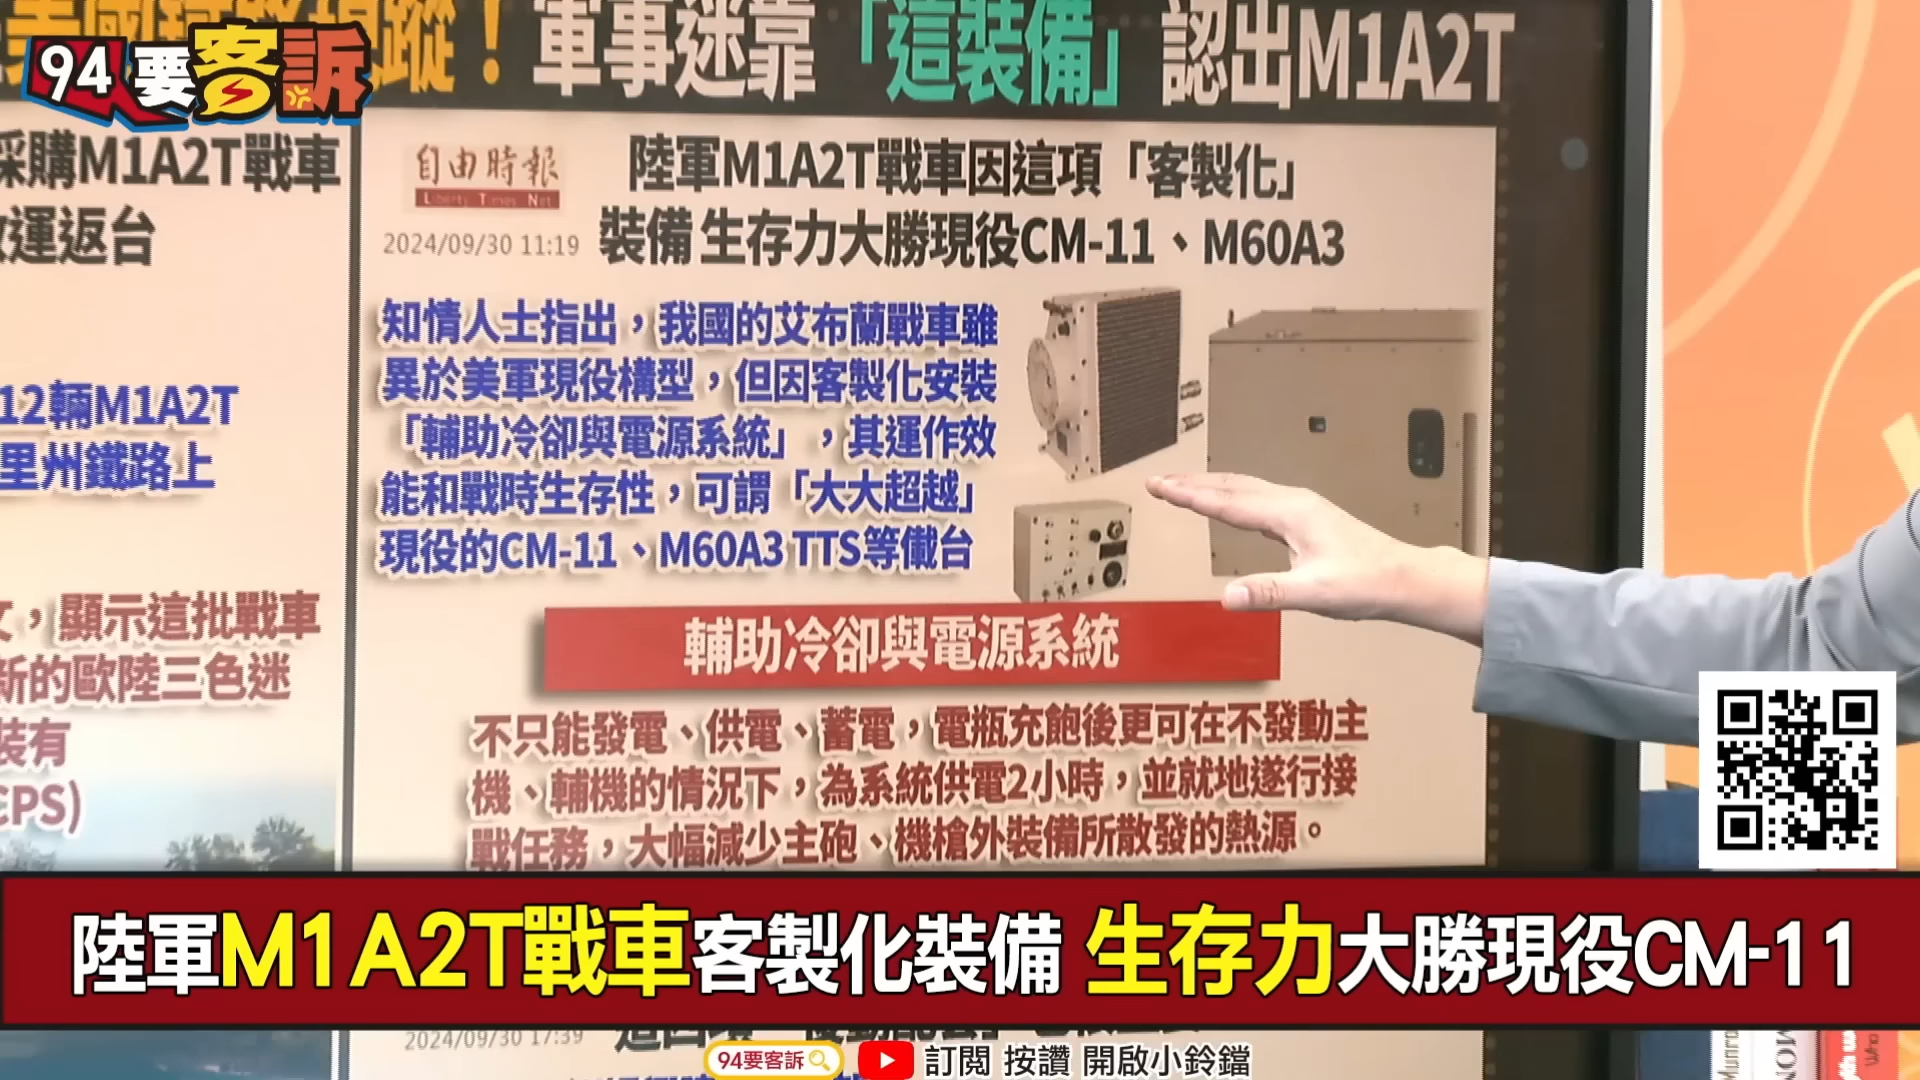 軍事迷靠「這裝備」認出M1A2T
94要客訴
採購M1A2T戰車
運返台
12輛M1A2T
里州鐵路上
顯示這批戰車
新的歐陸三色迷
裝有
CPS)
自由時報
Liberty Times Net
2024/09/30 11:19
陸軍M1A2T戰車因這項「客製化」
裝備 生存力大勝現役CM-11、M60A3
知情人士指出，我國的艾布蘭戰車雖
異於美軍現役構型，但因客製化安裝
「輔助冷卻與電源系統」，其運作效
能和戰時生存性，可謂「大大超越」
現役的CM-11、M60A3 TTS等儎台
輔助冷卻與電源系統
不只能發電、供電、蓄電，電瓶充飽後更可在不發動主
機、輔機的情況下，為系統供電2小時，並就地遂行接
戰任務，大幅減少主砲、機槍外裝備所散發的熱源。
陸軍M1A2T戰車客製化裝備 生存力大勝現役CM-11
2024/09/30 17:39
94要客訴
訂閱 按讚 開啟小鈴鐺